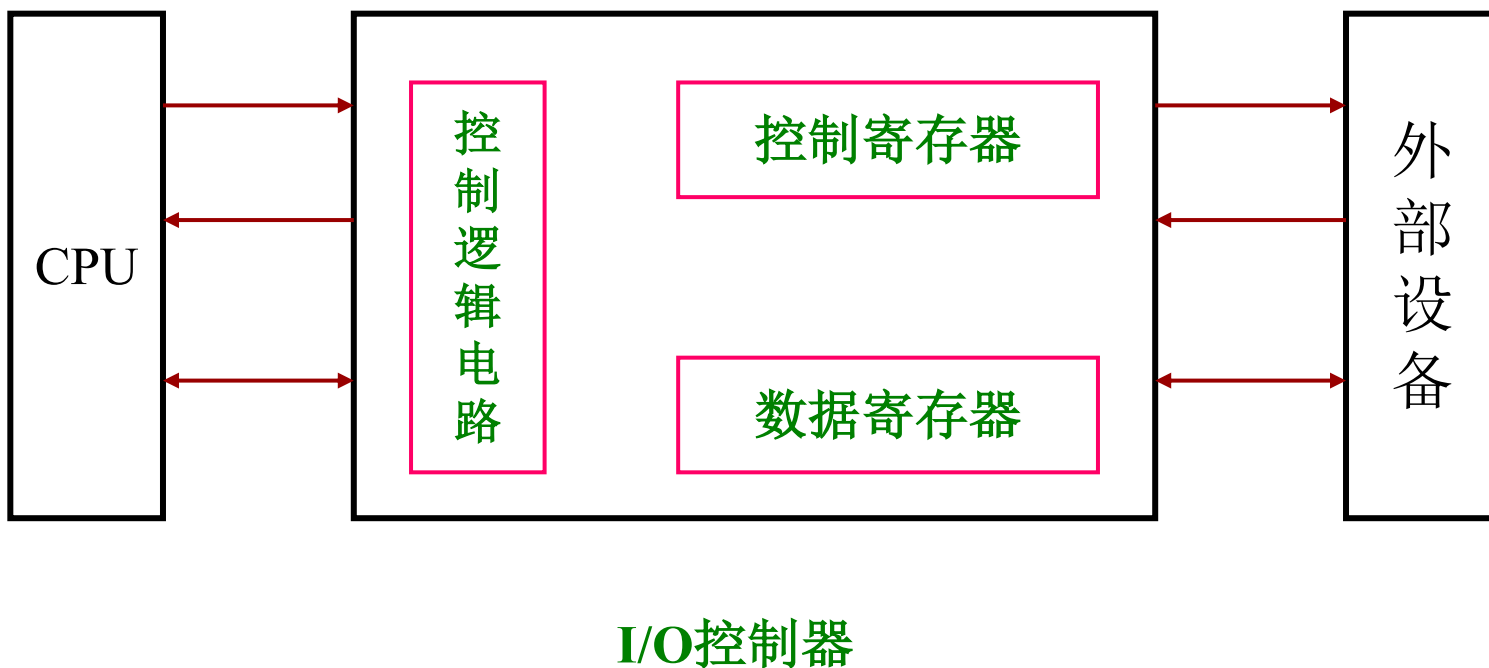 CPU
控制逻辑电路
控制寄存器
数据寄存器
外部设备
I/O控制器